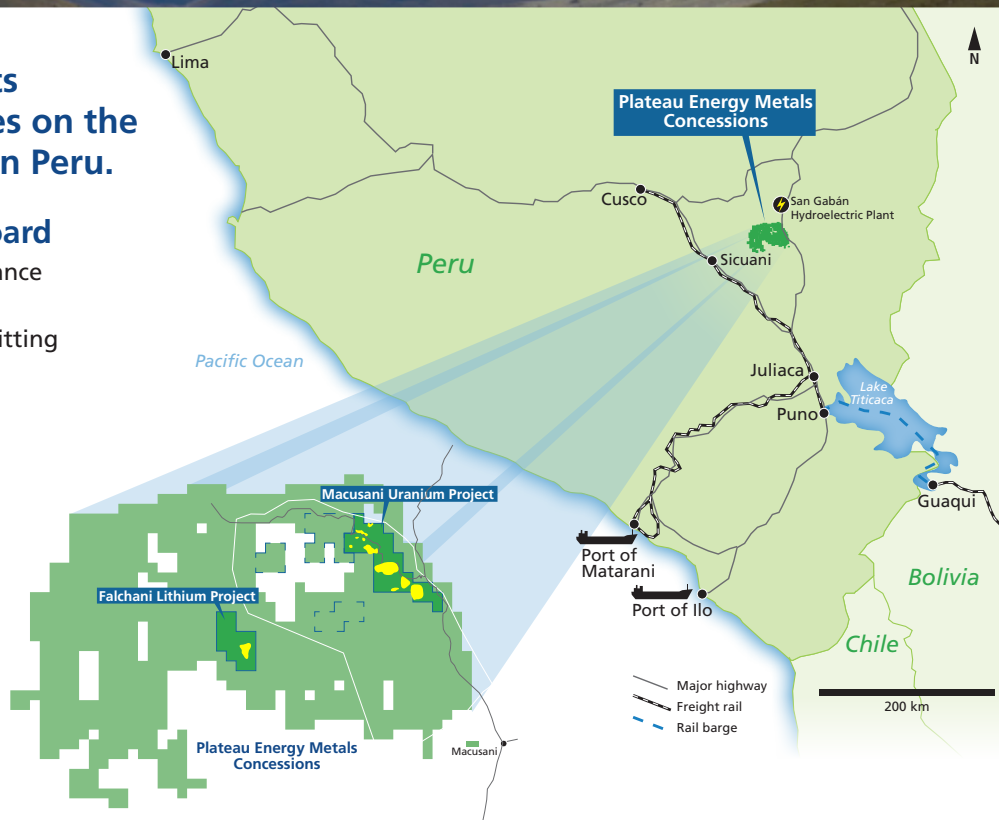 Lima
N
ts
es on the
n Peru.
oard
ance
itting
Plateau Energy Metals
Concessions
Cusco
San Gabán
Hydroelectric Plant
Sicuani
Peru
Pacific Ocean
Juliaca
Lake
Titicaca
Puno
Guaqui
Macusani Uranium Project
Port of
Matarani
Bolivia
Falchani Lithium Project
Port of Ilo
Chile
Major highway
Freight rail
Rail barge
200 km
Plateau Energy Metals
Concessions
Macusani